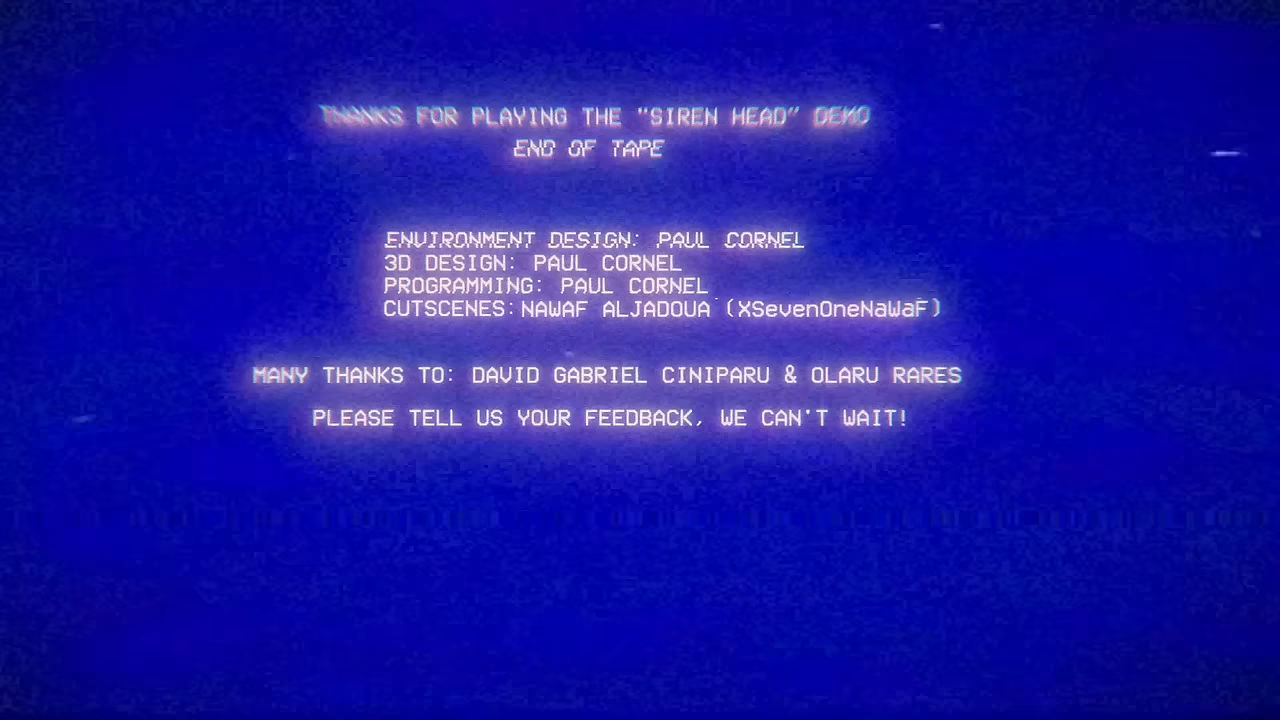 THANKS FOR PLAYING THE "SIREN HEAD" DEMO
END OF TAPE
ENVIRONMENT DESIGN: PAUL CORNEL
3D DESIGN: PAUL CORNEL
PROGRAMMING: PAUL CORNEL
CUTSCENES: NAWAF ALJADOUA (XSevenOneNaWaF)
MANY THANKS TO: DAVID GABRIEL CINIPARU & OLARU RARES
PLEASE TELL US YOUR FEEDBACK, WE CAN'T WAIT!